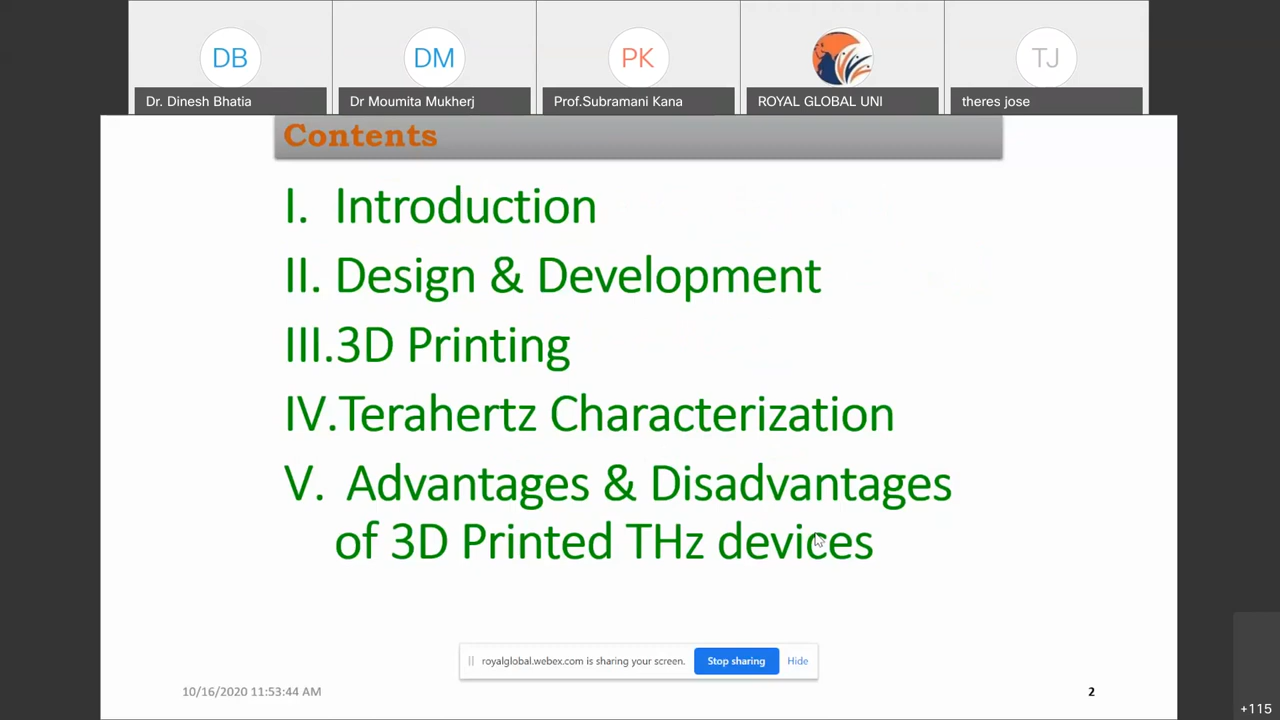 DB
DM
PK
TJ
Dr. Dinesh Bhatia
Dr Moumita Mukherj
Prof.Subramani Kana
ROYAL GLOBAL UNI
theres jose
Contents
I. Introduction
II. Design & Development
III.3D Printing
IV.Terahertz Characterization
V. Advantages & Disadvantages
of 3D Printed THz devices
royalglobal.webex.com is sharing your screen.
Stop sharing
Hide
10/16/2020 11:53:44 AM
2
+115